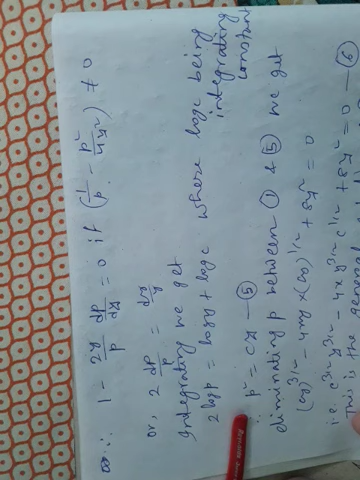 ∴ 1 - 2y/p dp/dy = 0 if (1/p - p²/4y²) ≠ 0
or, 2 dp/p = dy/y
Integrating we get
2 log p = log y + log c where log c being integrating constant
p² = cy — ⑤
eliminating p between ① & ⑤ we get
(cy)^3/2 - 4xy × (cy)^1/2 + 8y² = 0
i.e. c^3/2 y^3/2 - 4xy^3/2 c^1/2 + 8y² = 0 — ⑥
This is the general